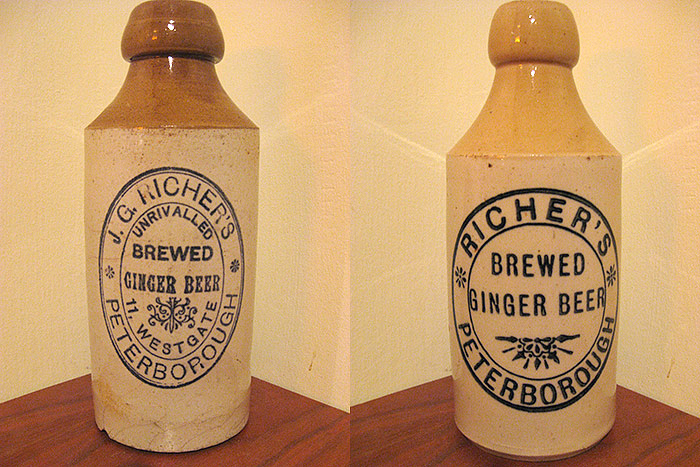 J. G. RICHER'S
UNRIVALLED
BREWED
GINGER BEER
11, WESTGATE
PETERBOROUGH
RICHER'S
BREWED
GINGER BEER
PETERBOROUGH